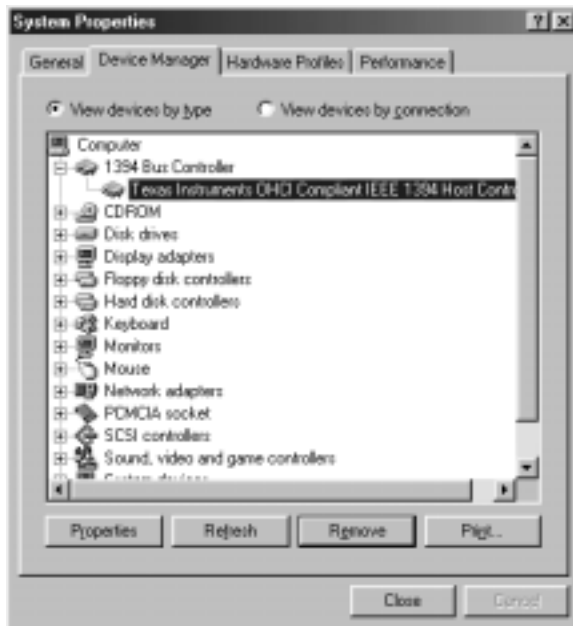 System Properties
General Device Manager Hardware Profiles Performance
View devices by type View devices by connection
Computer
1394 Bus Controller
Texas Instruments OHCI Compliant IEEE 1394 Host Contr
CDROM
Disk drives
Display adapters
Floppy disk controllers
Hard disk controllers
Keyboard
Monitors
Mouse
Network adapters
PCMCIA socket
SCSI controllers
Sound, video and game controllers
System devices
Properties Refresh Remove Print...
Close Cancel